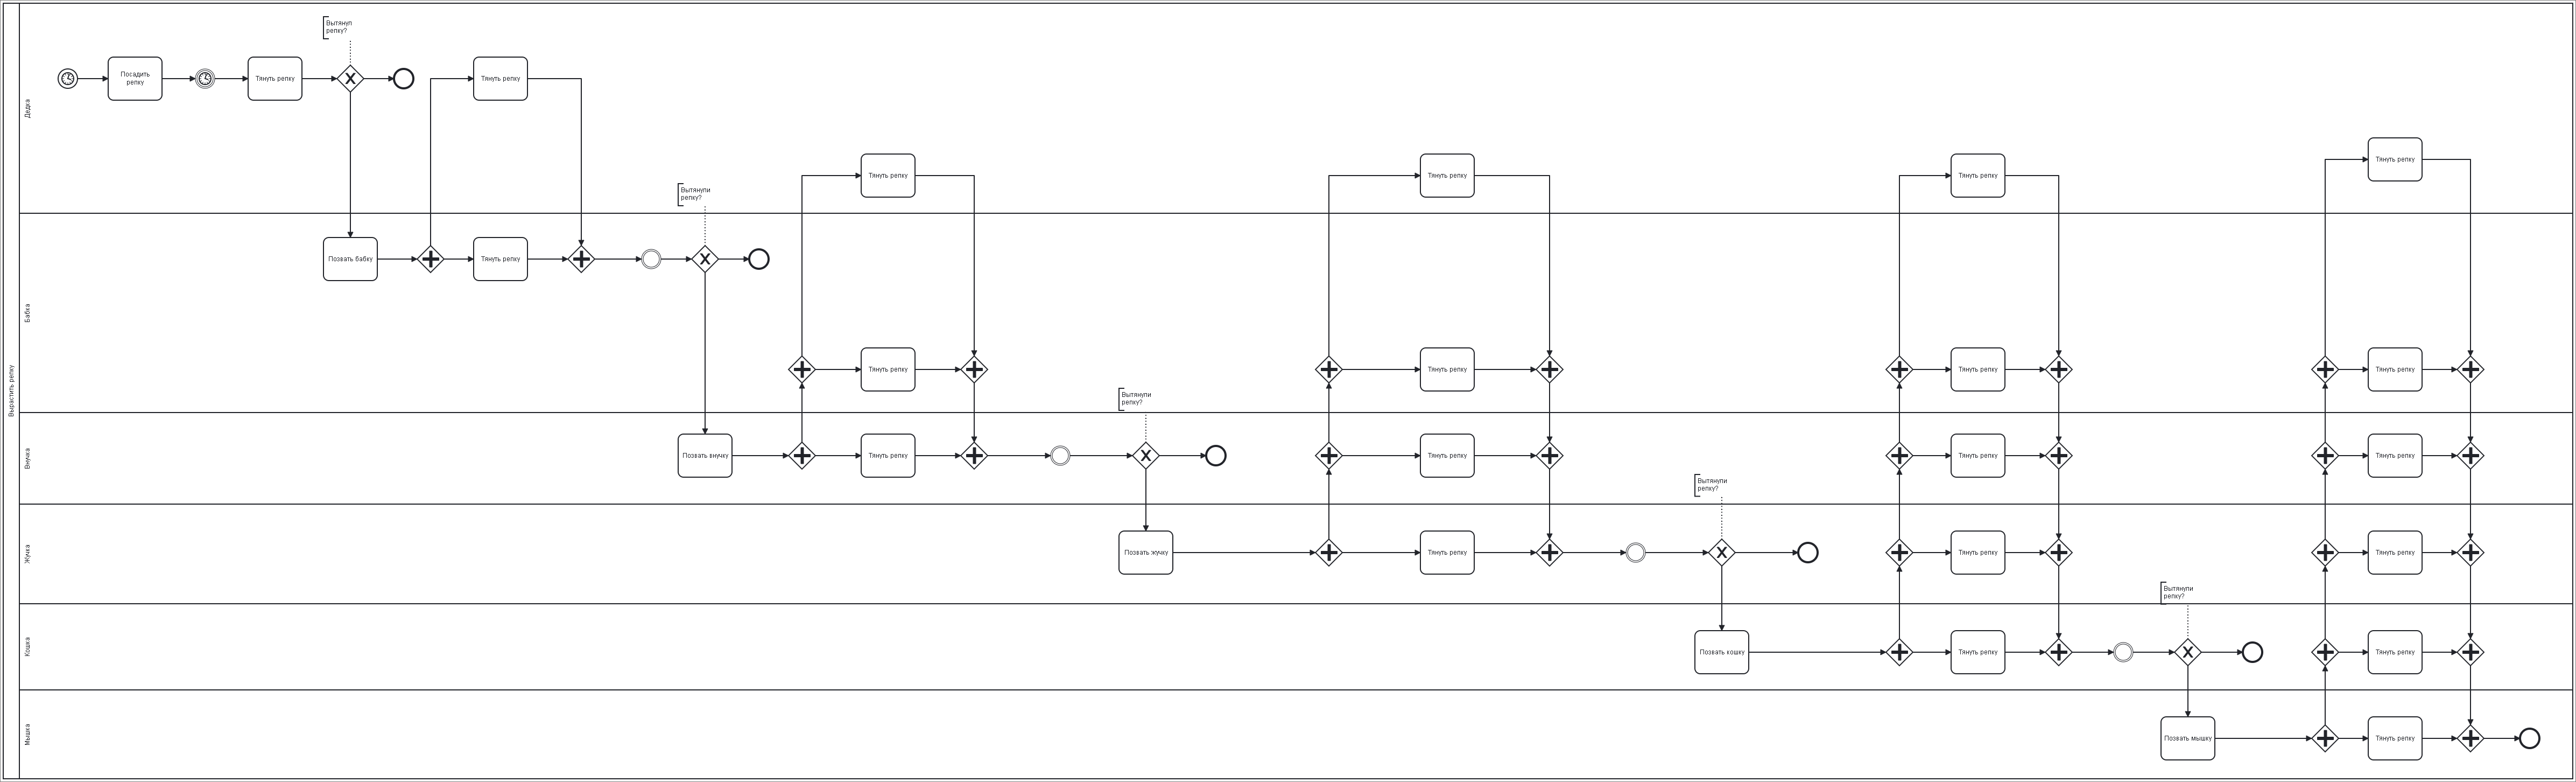 Вырастить репку
Дедка
Вытянул
репку?
Посадить
репку
Тянуть репку
Тянуть репку
Тянуть репку
Тянуть репку
Тянуть репку
Тянуть репку
Бабка
Вытянули
репку?
Позвать бабку
Тянуть репку
Тянуть репку
Тянуть репку
Тянуть репку
Тянуть репку
Внучка
Вытянули
репку?
Позвать внучку
Тянуть репку
Тянуть репку
Тянуть репку
Тянуть репку
Жучка
Вытянули
репку?
Позвать жучку
Тянуть репку
Тянуть репку
Тянуть репку
Кошка
Вытянули
репку?
Позвать кошку
Тянуть репку
Тянуть репку
Мышка
Позвать мышку
Тянуть репку